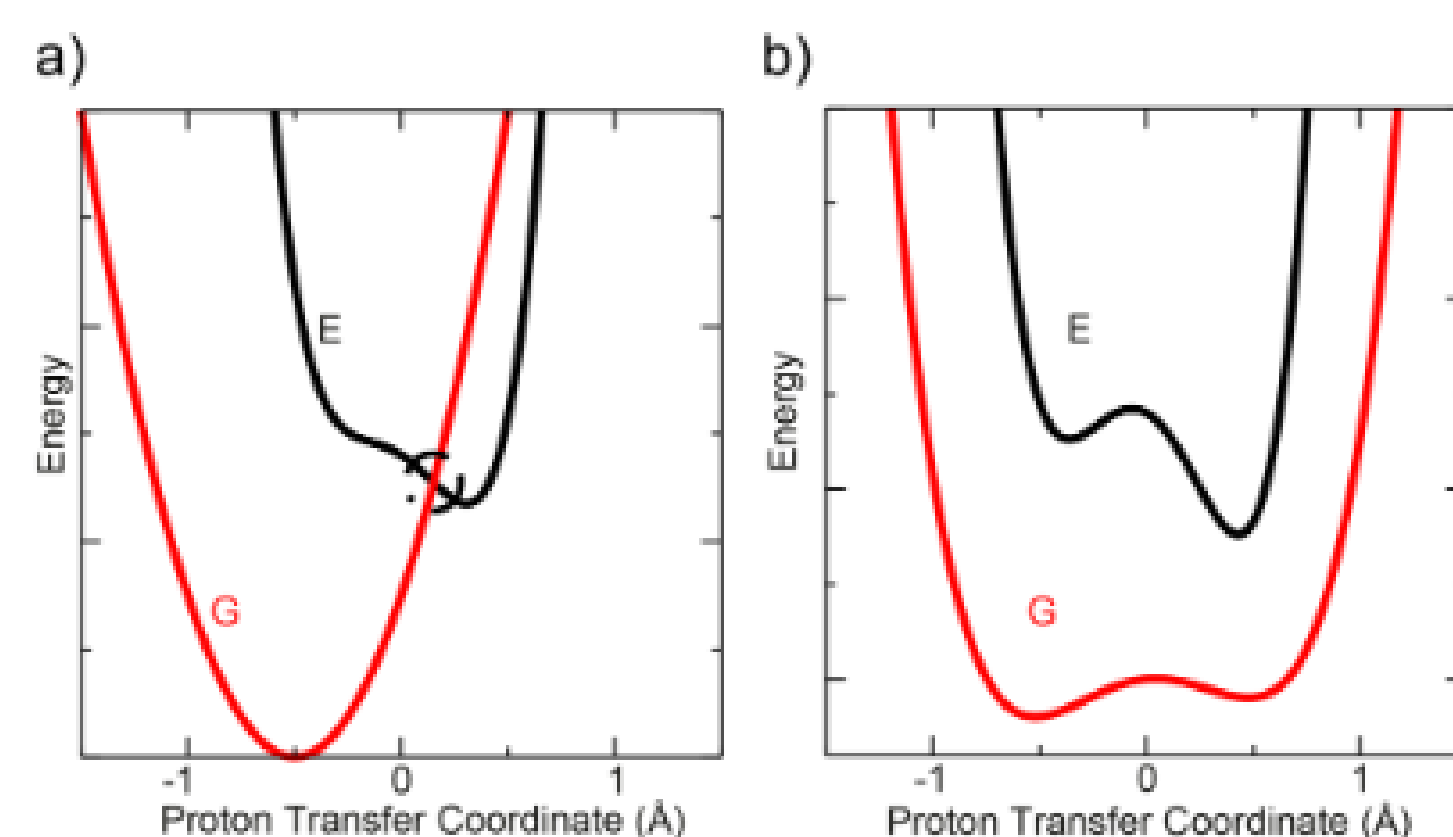 a)
b)
E
E
Energy
Energy
G
G
-1
0
1
-1
0
1
Proton Transfer Coordinate (Å)
Proton Transfer Coordinate (Å)